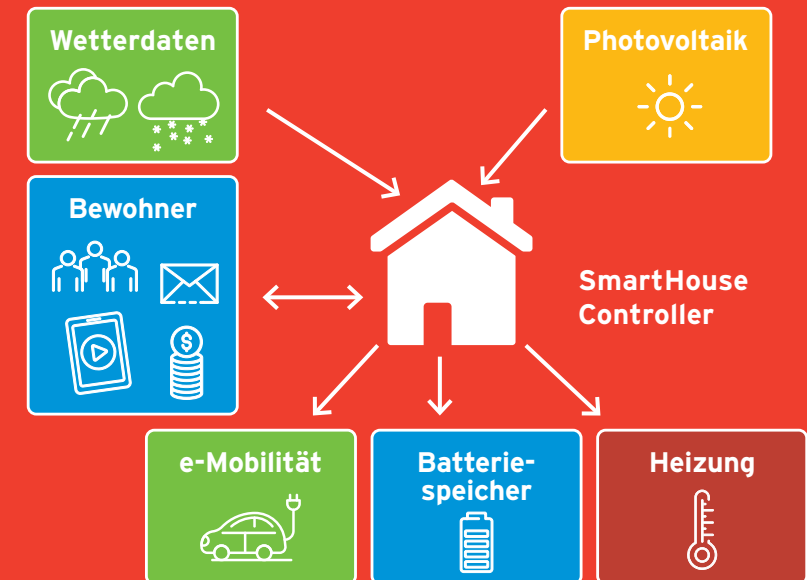 Wetterdaten
Photovoltaik
Bewohner
$
SmartHouse
Controller
e-Mobilität
Batterie-
speicher
Heizung